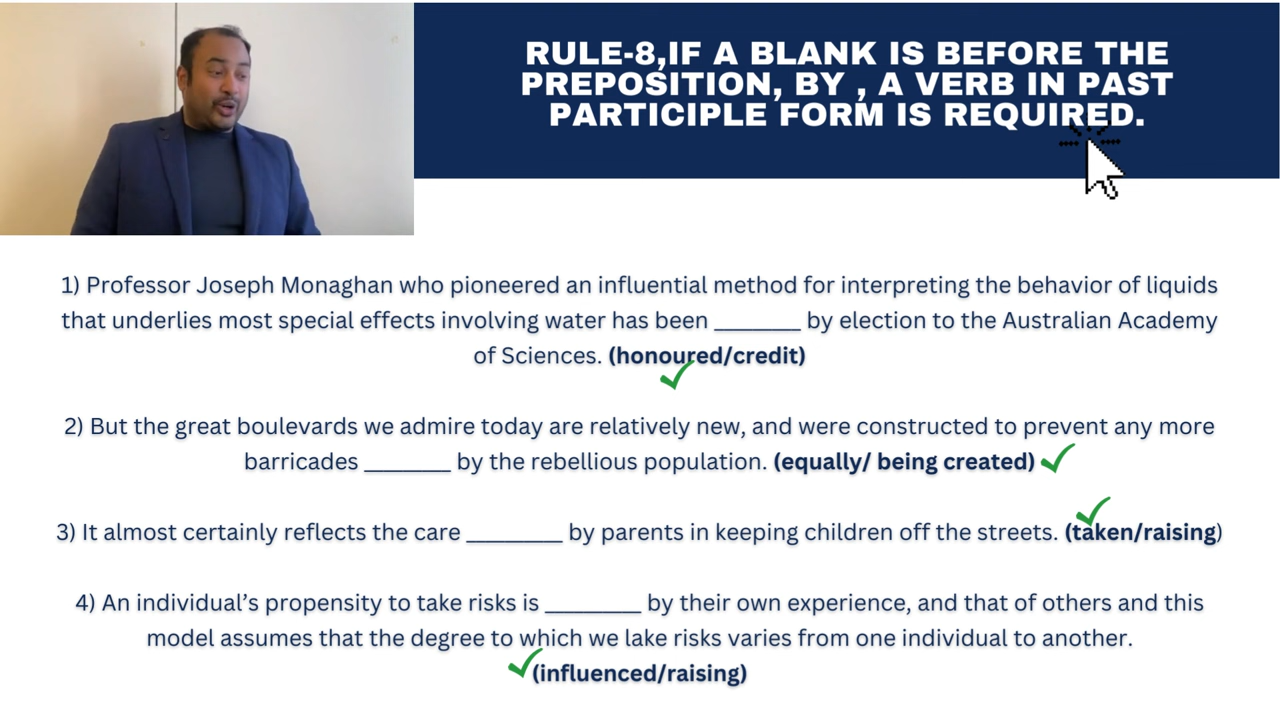 RULE-8,IF A BLANK IS BEFORE THE
PREPOSITION, BY , A VERB IN PAST
PARTICIPLE FORM IS REQUIRED.
1) Professor Joseph Monaghan who pioneered an influential method for interpreting the behavior of liquids
that underlies most special effects involving water has been _______ by election to the Australian Academy
of Sciences. (honoured/credit)
2) But the great boulevards we admire today are relatively new, and were constructed to prevent any more
barricades _______ by the rebellious population. (equally/ being created)
3) It almost certainly reflects the care ________ by parents in keeping children off the streets. (taken/raising)
4) An individual’s propensity to take risks is ________ by their own experience, and that of others and this
model assumes that the degree to which we lake risks varies from one individual to another.
(influenced/raising)